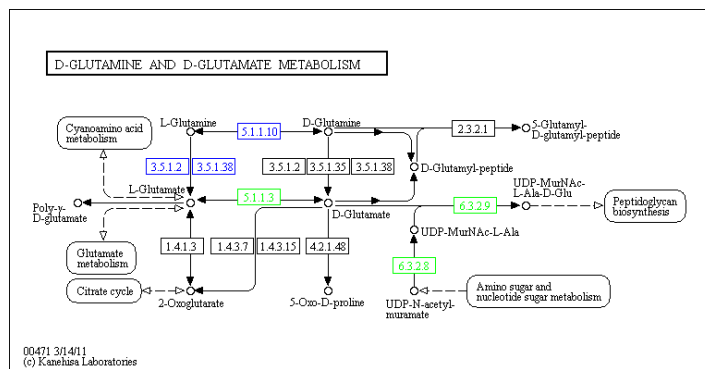 D-GLUTAMINE AND D-GLUTAMATE METABOLISM
Cyanoamino acid
metabolism
L-Glutamine
5.1.1.10
D-Glutamine
2.3.2.1
5-Glutamyl-
D-glutamyl-peptide
3.5.1.2
3.5.1.38
3.5.1.2
3.5.1.35
3.5.1.38
D-Glutamyl-peptide
L-Glutamate
Poly-γ-
D-glutamate
5.1.1.3
D-Glutamate
6.3.2.9
UDP-MurNAc-
L-Ala-D-Glu
Peptidoglycan
biosynthesis
UDP-MurNAc-L-Ala
Glutamate
metabolism
1.4.1.3
1.4.3.7
1.4.3.15
4.2.1.48
6.3.2.8
Citrate cycle
2-Oxoglutarate
5-Oxo-D-proline
UDP-N-acetyl-
muramate
Amino sugar and
nucleotide sugar metabolism
00471 3/14/11
(c) Kanehisa Laboratories